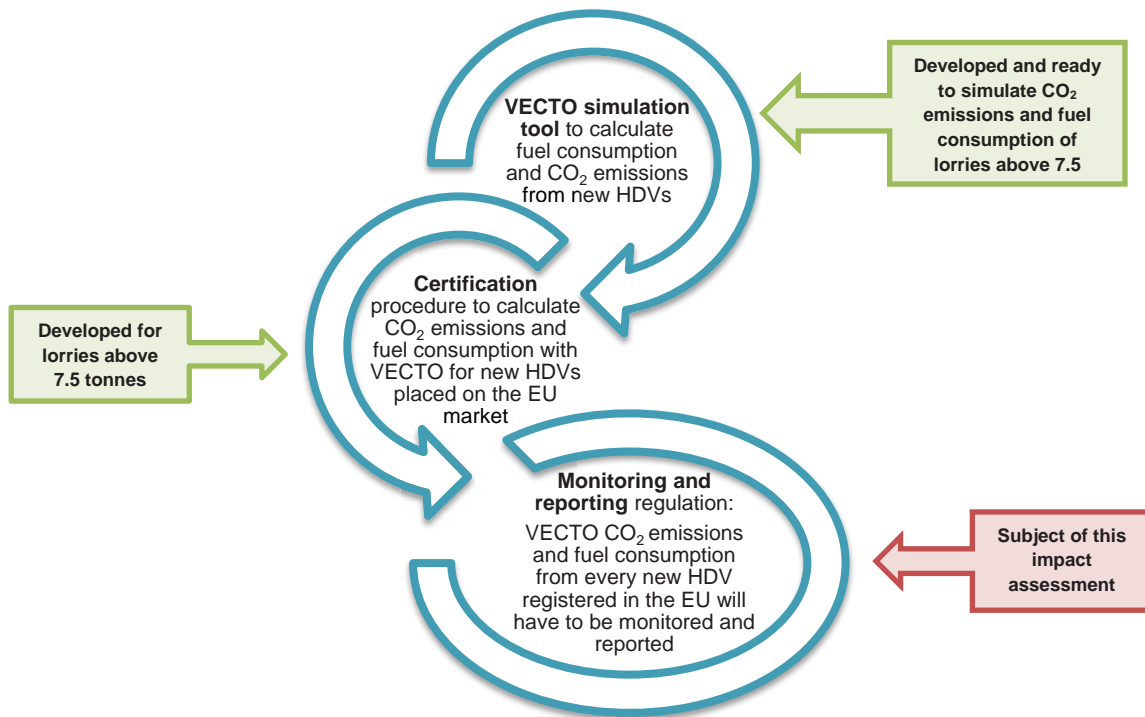 VECTO simulation
tool to calculate
fuel consumption
and CO₂ emissions
from new HDVs
Developed and ready
to simulate CO₂
emissions and fuel
consumption of
lorries above 7.5
Certification
procedure to calculate
CO₂ emissions and
fuel consumption with
VECTO for new HDVs
placed on the EU
market
Developed for
lorries above
7.5 tonnes
Monitoring and
reporting regulation:
VECTO CO₂ emissions
and fuel consumption
from every new HDV
registered in the EU will
have to be monitored and
reported
Subject of this
impact
assessment